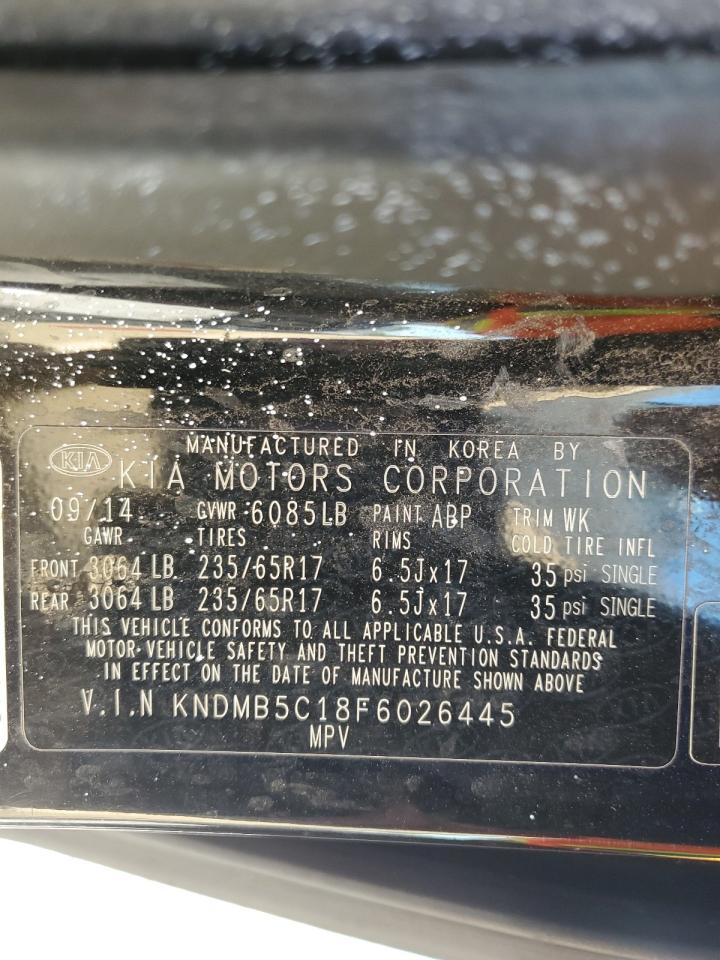 MANUFACTURED IN KOREA BY
KIA KIA MOTORS CORPORATION
09/14 GVWR 6085LB PAINT ABP TRIM WK
GAWR TIRES RIMS COLD TIRE INFL
FRONT 3064 LB 235/65R17 6.5Jx17 35 psi SINGLE
REAR 3064 LB 235/65R17 6.5Jx17 35 psi SINGLE
THIS VEHICLE CONFORMS TO ALL APPLICABLE U.S.A. FEDERAL
MOTOR VEHICLE SAFETY AND THEFT PREVENTION STANDARDS
IN EFFECT ON THE DATE OF MANUFACTURE SHOWN ABOVE
V.I.N KNDMB5C18F6026445
MPV